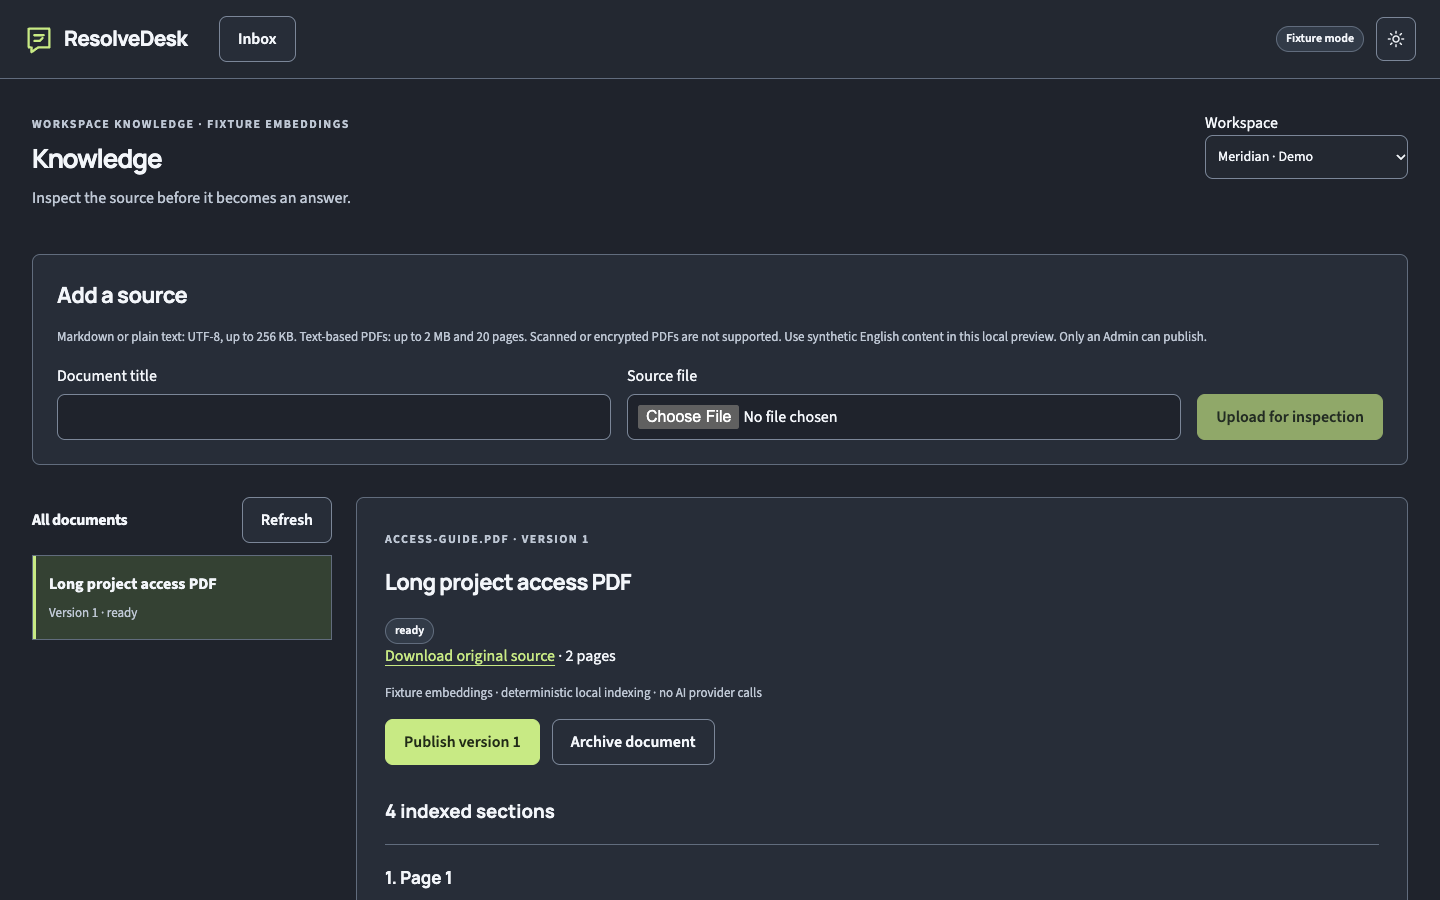 ResolveDesk
Inbox
Fixture mode
WORKSPACE KNOWLEDGE · FIXTURE EMBEDDINGS
Knowledge
Inspect the source before it becomes an answer.
Workspace
Meridian · Demo
Add a source
Markdown or plain text: UTF-8, up to 256 KB. Text-based PDFs: up to 2 MB and 20 pages. Scanned or encrypted PDFs are not supported. Use synthetic English content in this local preview. Only an Admin can publish.
Document title
Source file
Choose File No file chosen
Upload for inspection
All documents
Refresh
Long project access PDF
Version 1 · ready
ACCESS-GUIDE.PDF · VERSION 1
Long project access PDF
ready
Download original source · 2 pages
Fixture embeddings · deterministic local indexing · no AI provider calls
Publish version 1
Archive document
4 indexed sections
1. Page 1